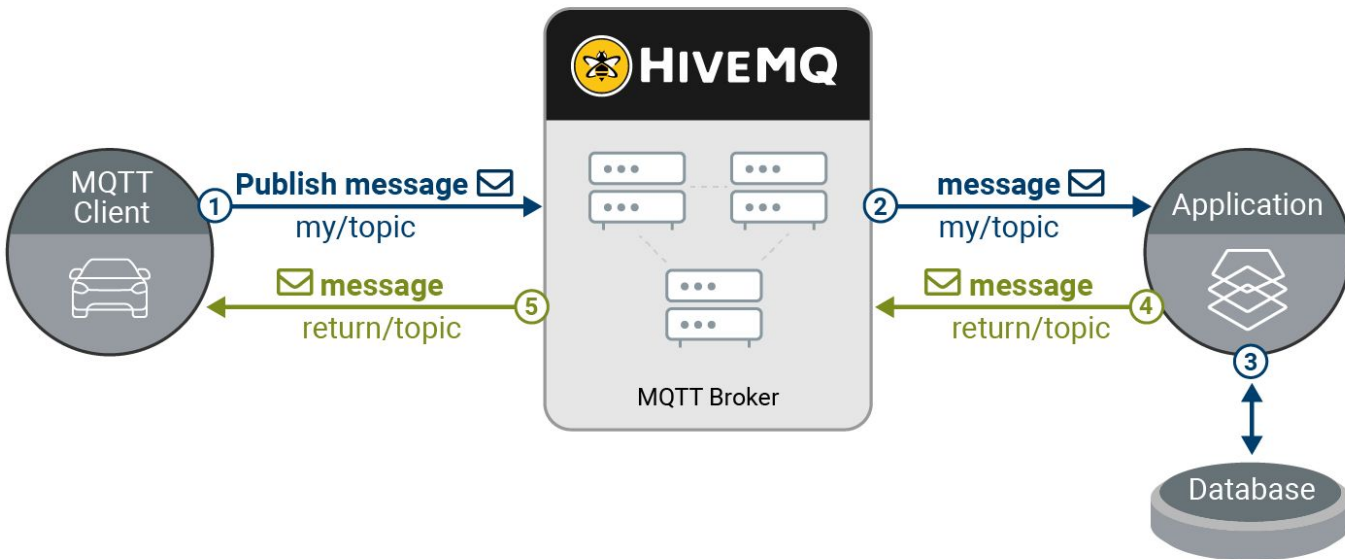 HIVEMQ
MQTT
Client
1
Publish message
my/topic
2
message
my/topic
Application
message
return/topic
5
message
return/topic
4
3
MQTT Broker
Database